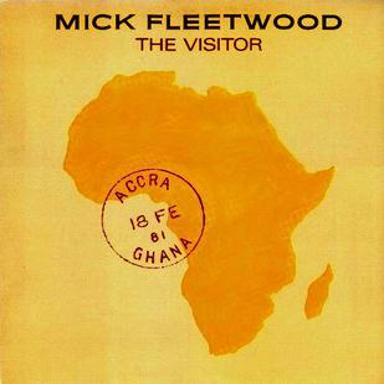 MICK FLEETWOOD
THE VISITOR
ACCRA
18 FE
81
GHANA